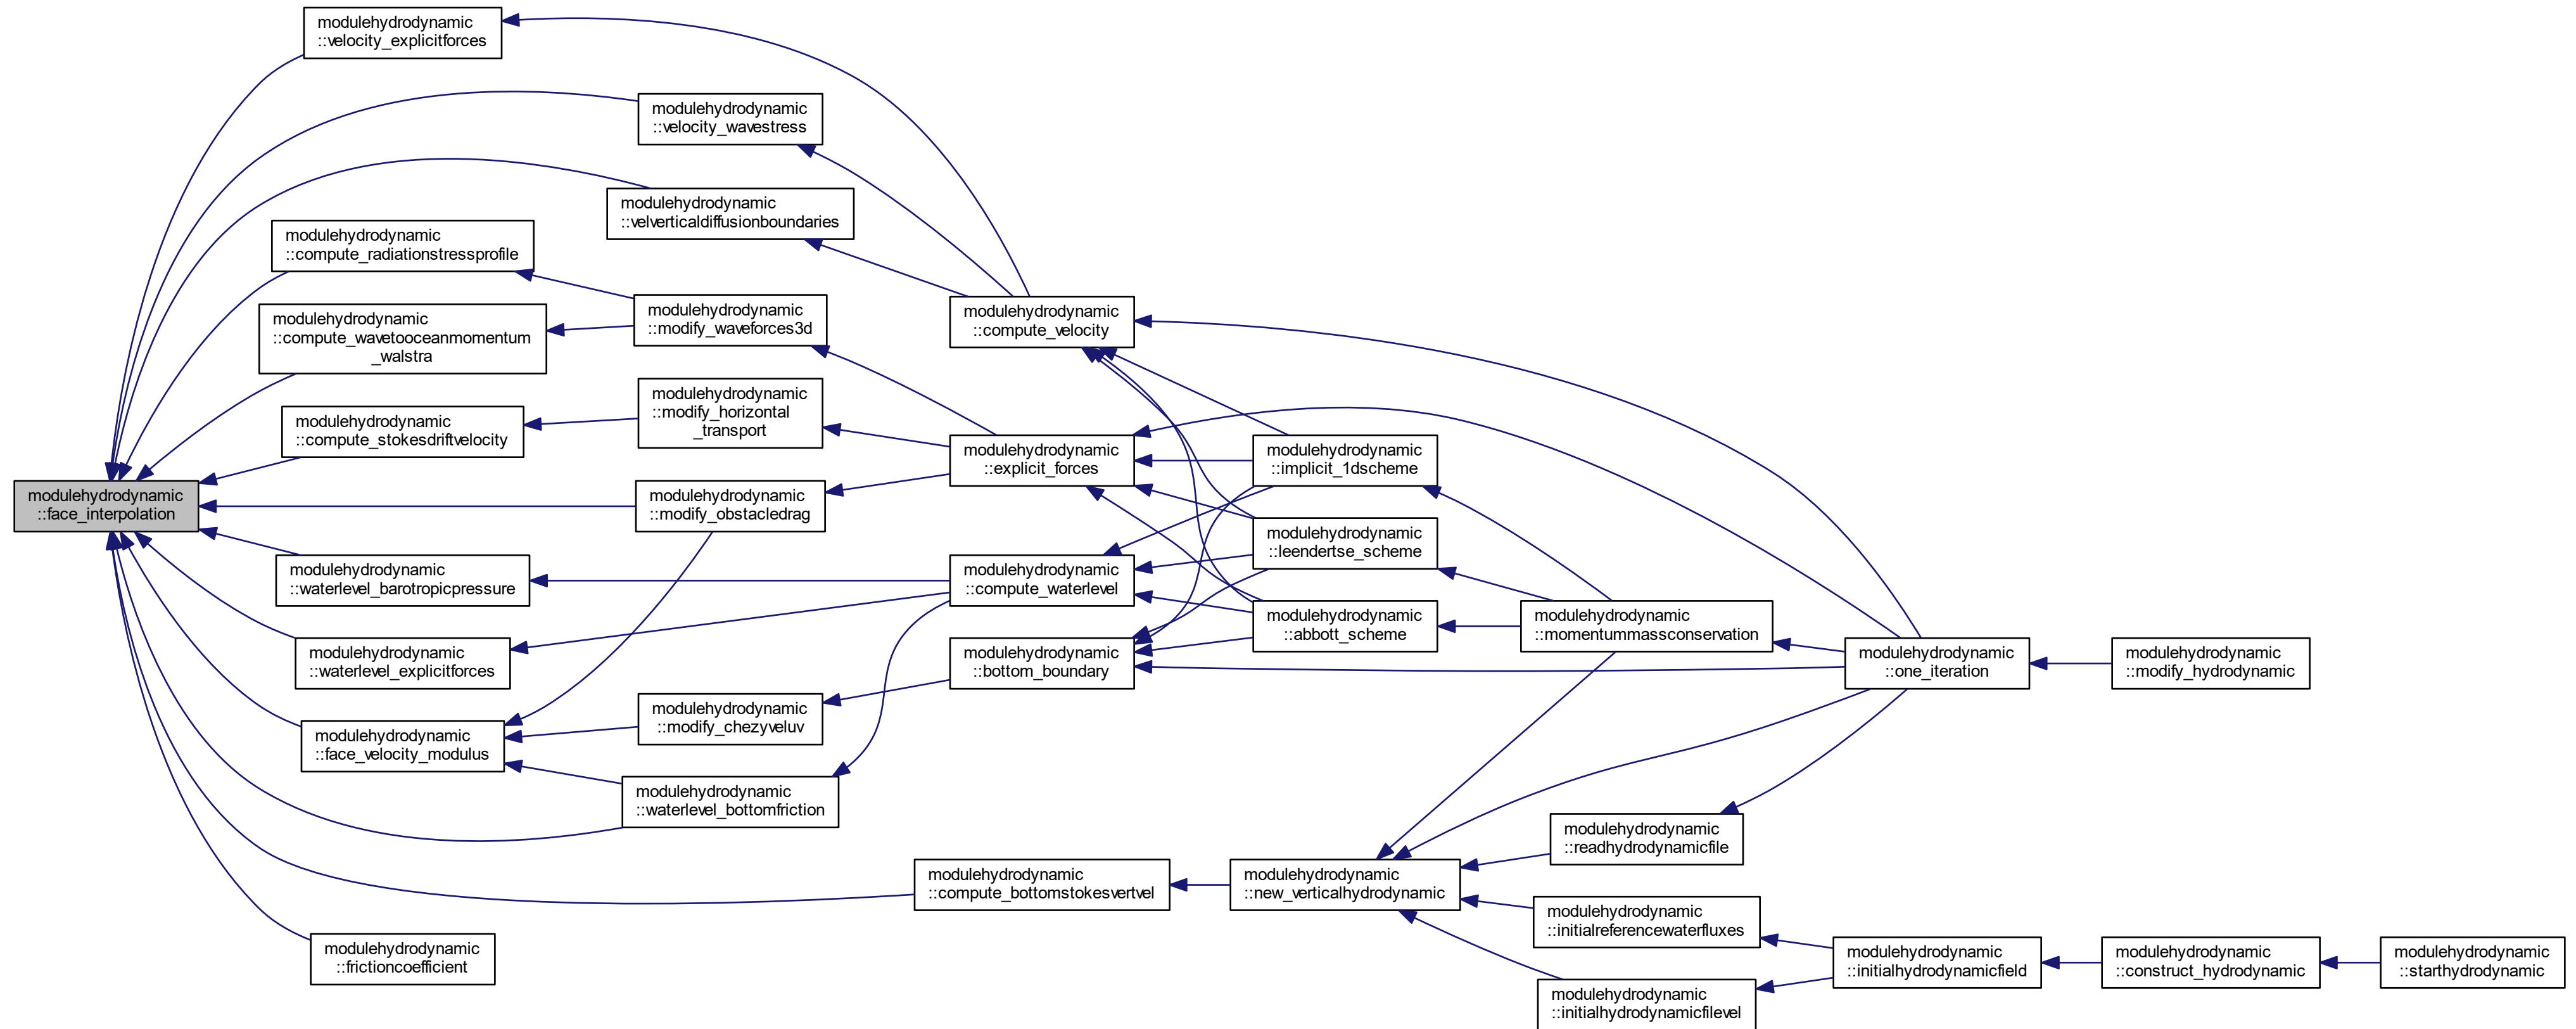 modulehydrodynamic
::velocity_explicitforces
modulehydrodynamic
::velocity_wavestress
modulehydrodynamic
::velverticaldiffusionboundaries
modulehydrodynamic
::compute_radiationstressprofile
modulehydrodynamic
::compute_wavetooceanmomentum
_walstra
modulehydrodynamic
::modify_waveforces3d
modulehydrodynamic
::compute_velocity
modulehydrodynamic
::compute_stokesdriftvelocity
modulehydrodynamic
::modify_horizontal
_transport
modulehydrodynamic
::explicit_forces
modulehydrodynamic
::implicit_1dscheme
modulehydrodynamic
::face_interpolation
modulehydrodynamic
::modify_obstacledrag
modulehydrodynamic
::leendertse_scheme
modulehydrodynamic
::waterlevel_barotropicpressure
modulehydrodynamic
::compute_waterlevel
modulehydrodynamic
::abbott_scheme
modulehydrodynamic
::momentummassconservation
modulehydrodynamic
::waterlevel_explicitforces
modulehydrodynamic
::bottom_boundary
modulehydrodynamic
::one_iteration
modulehydrodynamic
::modify_hydrodynamic
modulehydrodynamic
::face_velocity_modulus
modulehydrodynamic
::modify_chezyveluv
modulehydrodynamic
::waterlevel_bottomfriction
modulehydrodynamic
::readhydrodynamicfile
modulehydrodynamic
::compute_bottomstokesvertvel
modulehydrodynamic
::new_verticalhydrodynamic
modulehydrodynamic
::initialreferencewaterfluxes
modulehydrodynamic
::frictioncoefficient
modulehydrodynamic
::initialhydrodynamicfield
modulehydrodynamic
::construct_hydrodynamic
modulehydrodynamic
::starthydrodynamic
modulehydrodynamic
::initialhydrodynamicfilevel